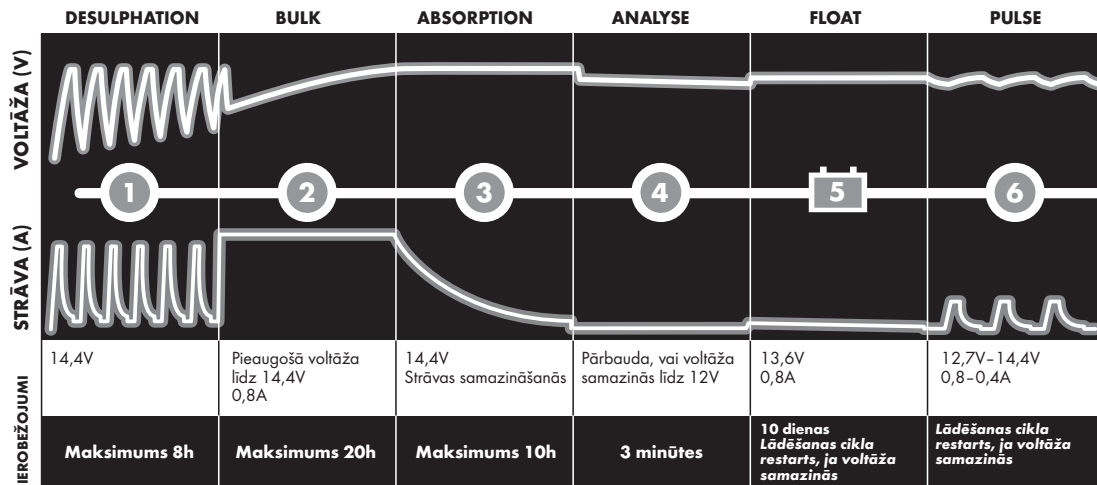 DESULPHATION
BULK
ABSORPTION
ANALYSE
FLOAT
PULSE
VOLTĀŽA (V)
1
2
3
4
5
6
STRĀVA (A)
14,4V
Pieaugošā voltāža
līdz 14,4V
0,8A
14,4V
Strāvas samazināšanās
Pārbauda, vai voltāža
samazinās līdz 12V
13,6V
0,8A
12,7V–14,4V
0,8–0,4A
IEROBEŽOJUMI
Maksimums 8h
Maksimums 20h
Maksimums 10h
3 minūtes
10 dienas
Lādēšanas cikla
restarts, ja voltāža
samazinās
Lādēšanas cikla
restarts, ja voltāža
samazinās